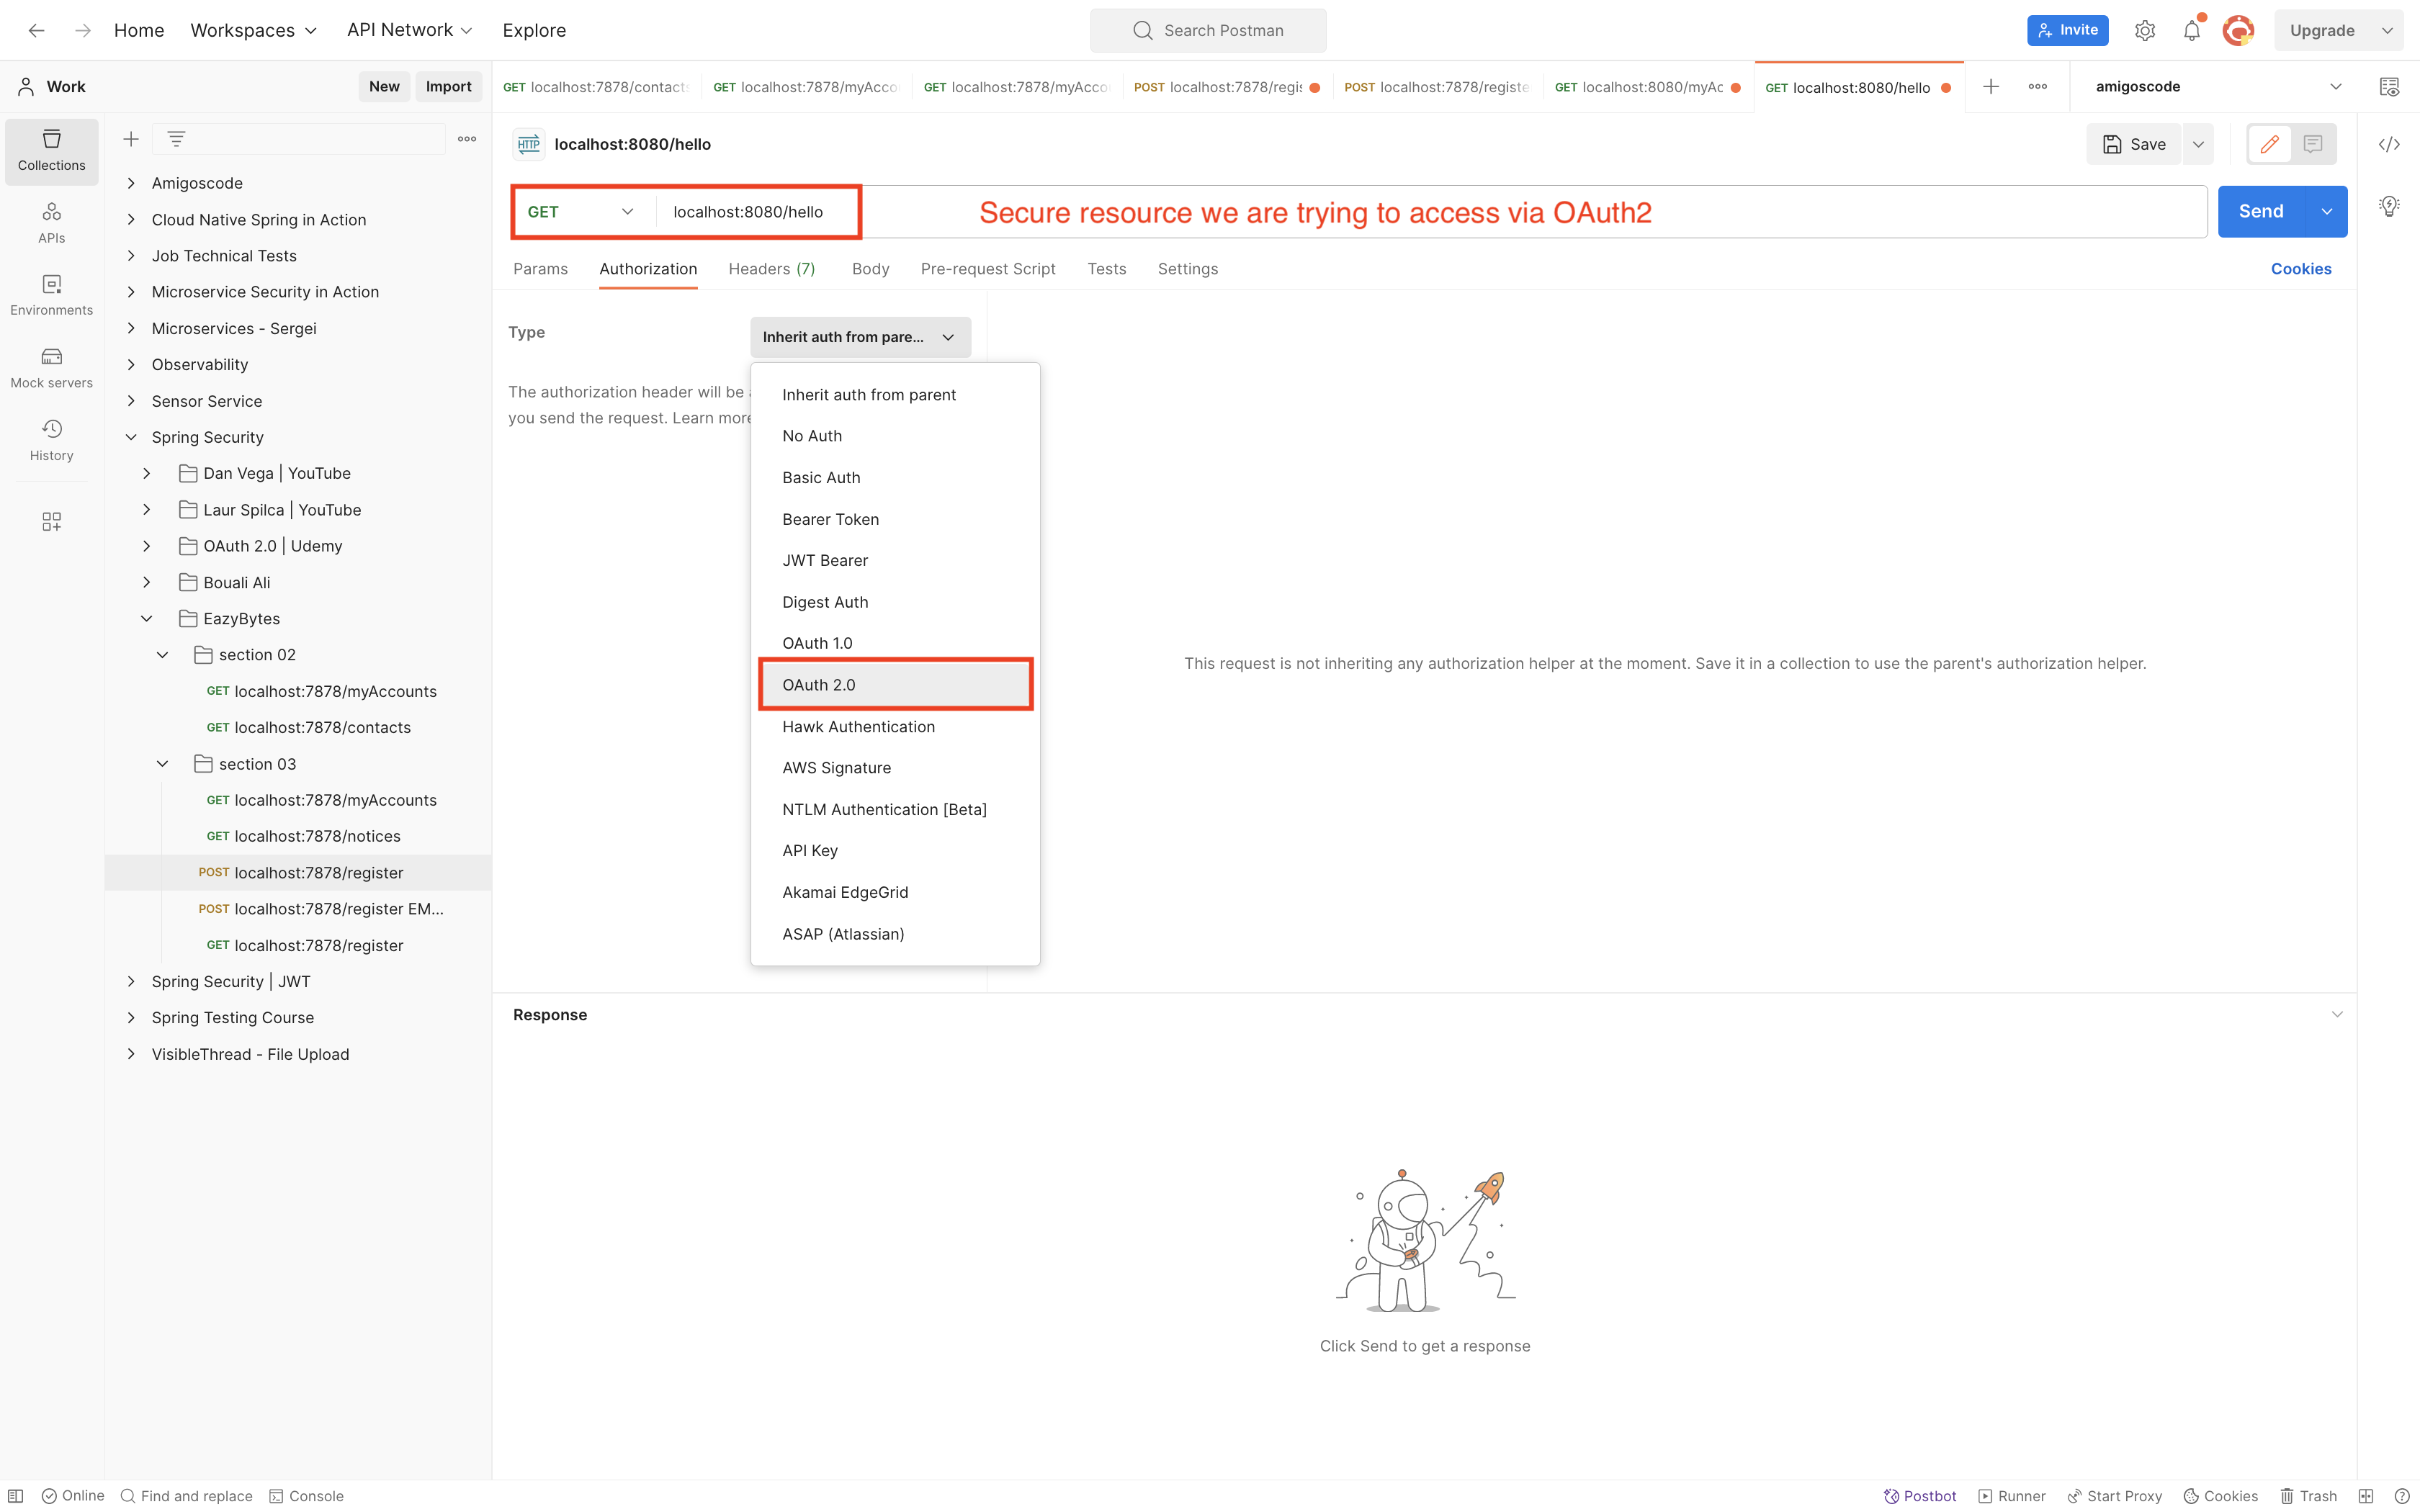 Home Workspaces API Network Explore Search Postman Invite Upgrade
Work New Import
GET localhost:7878/contact
GET localhost:7878/myAcco
GET localhost:7878/myAcco
POST localhost:7878/regis
POST localhost:7878/registe
GET localhost:8080/myAc
GET localhost:8080/hello
amigoscode
Collections
APIs
Environments
Mock servers
History
Amigoscode
Cloud Native Spring in Action
Job Technical Tests
Microservice Security in Action
Microservices - Sergei
Observability
Sensor Service
Spring Security
Dan Vega | YouTube
Laur Spilca | YouTube
OAuth 2.0 | Udemy
Bouali Ali
EazyBytes
section 02
GET localhost:7878/myAccounts
GET localhost:7878/contacts
section 03
GET localhost:7878/myAccounts
GET localhost:7878/notices
POST localhost:7878/register
POST localhost:7878/register EM...
GET localhost:7878/register
Spring Security | JWT
Spring Testing Course
VisibleThread - File Upload
HTTP localhost:8080/hello Save
GET localhost:8080/hello Secure resource we are trying to access via OAuth2 Send
Params Authorization Headers (7) Body Pre-request Script Tests Settings Cookies
Type Inherit auth from pare...
The authorization header will be
you send the request. Learn more
Inherit auth from parent
No Auth
Basic Auth
Bearer Token
JWT Bearer
Digest Auth
OAuth 1.0
OAuth 2.0
Hawk Authentication
AWS Signature
NTLM Authentication [Beta]
API Key
Akamai EdgeGrid
ASAP (Atlassian)
This request is not inheriting any authorization helper at the moment. Save it in a collection to use the parent's authorization helper.
Response
Click Send to get a response
Online Find and replace Console Postbot Runner Start Proxy Cookies Trash